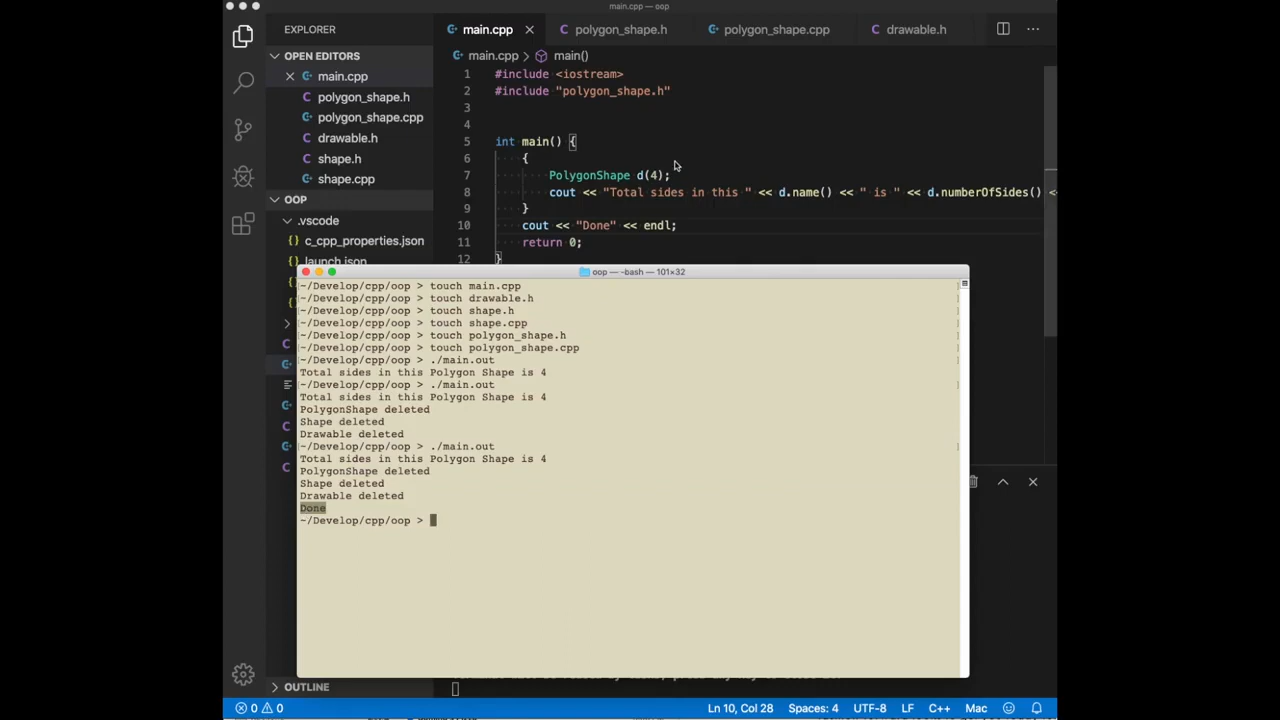 main.cpp — oop
EXPLORER
main.cpp
polygon_shape.h
polygon_shape.cpp
drawable.h
OPEN EDITORS
main.cpp > main()
main.cpp
polygon_shape.h
polygon_shape.cpp
drawable.h
shape.h
shape.cpp
OOP
.vscode
c_cpp_properties.json
launch.json
1 #include <iostream>
2 #include "polygon_shape.h"
3
4
5 int main() {
6 {
7 PolygonShape d(4);
8 cout << "Total sides in this " << d.name() << " is " << d.numberOfSides() <<
9 }
10 cout << "Done" << endl;
11 return 0;
12 }
oop — -bash — 101×32
~/Develop/cpp/oop > touch main.cpp
~/Develop/cpp/oop > touch drawable.h
~/Develop/cpp/oop > touch shape.h
~/Develop/cpp/oop > touch shape.cpp
~/Develop/cpp/oop > touch polygon_shape.h
~/Develop/cpp/oop > touch polygon_shape.cpp
~/Develop/cpp/oop > ./main.out
Total sides in this Polygon Shape is 4
~/Develop/cpp/oop > ./main.out
Total sides in this Polygon Shape is 4
PolygonShape deleted
Shape deleted
Drawable deleted
~/Develop/cpp/oop > ./main.out
Total sides in this Polygon Shape is 4
PolygonShape deleted
Shape deleted
Drawable deleted
Done
~/Develop/cpp/oop >
OUTLINE
0 0
Ln 10, Col 28
Spaces: 4
UTF-8
LF
C++
Mac